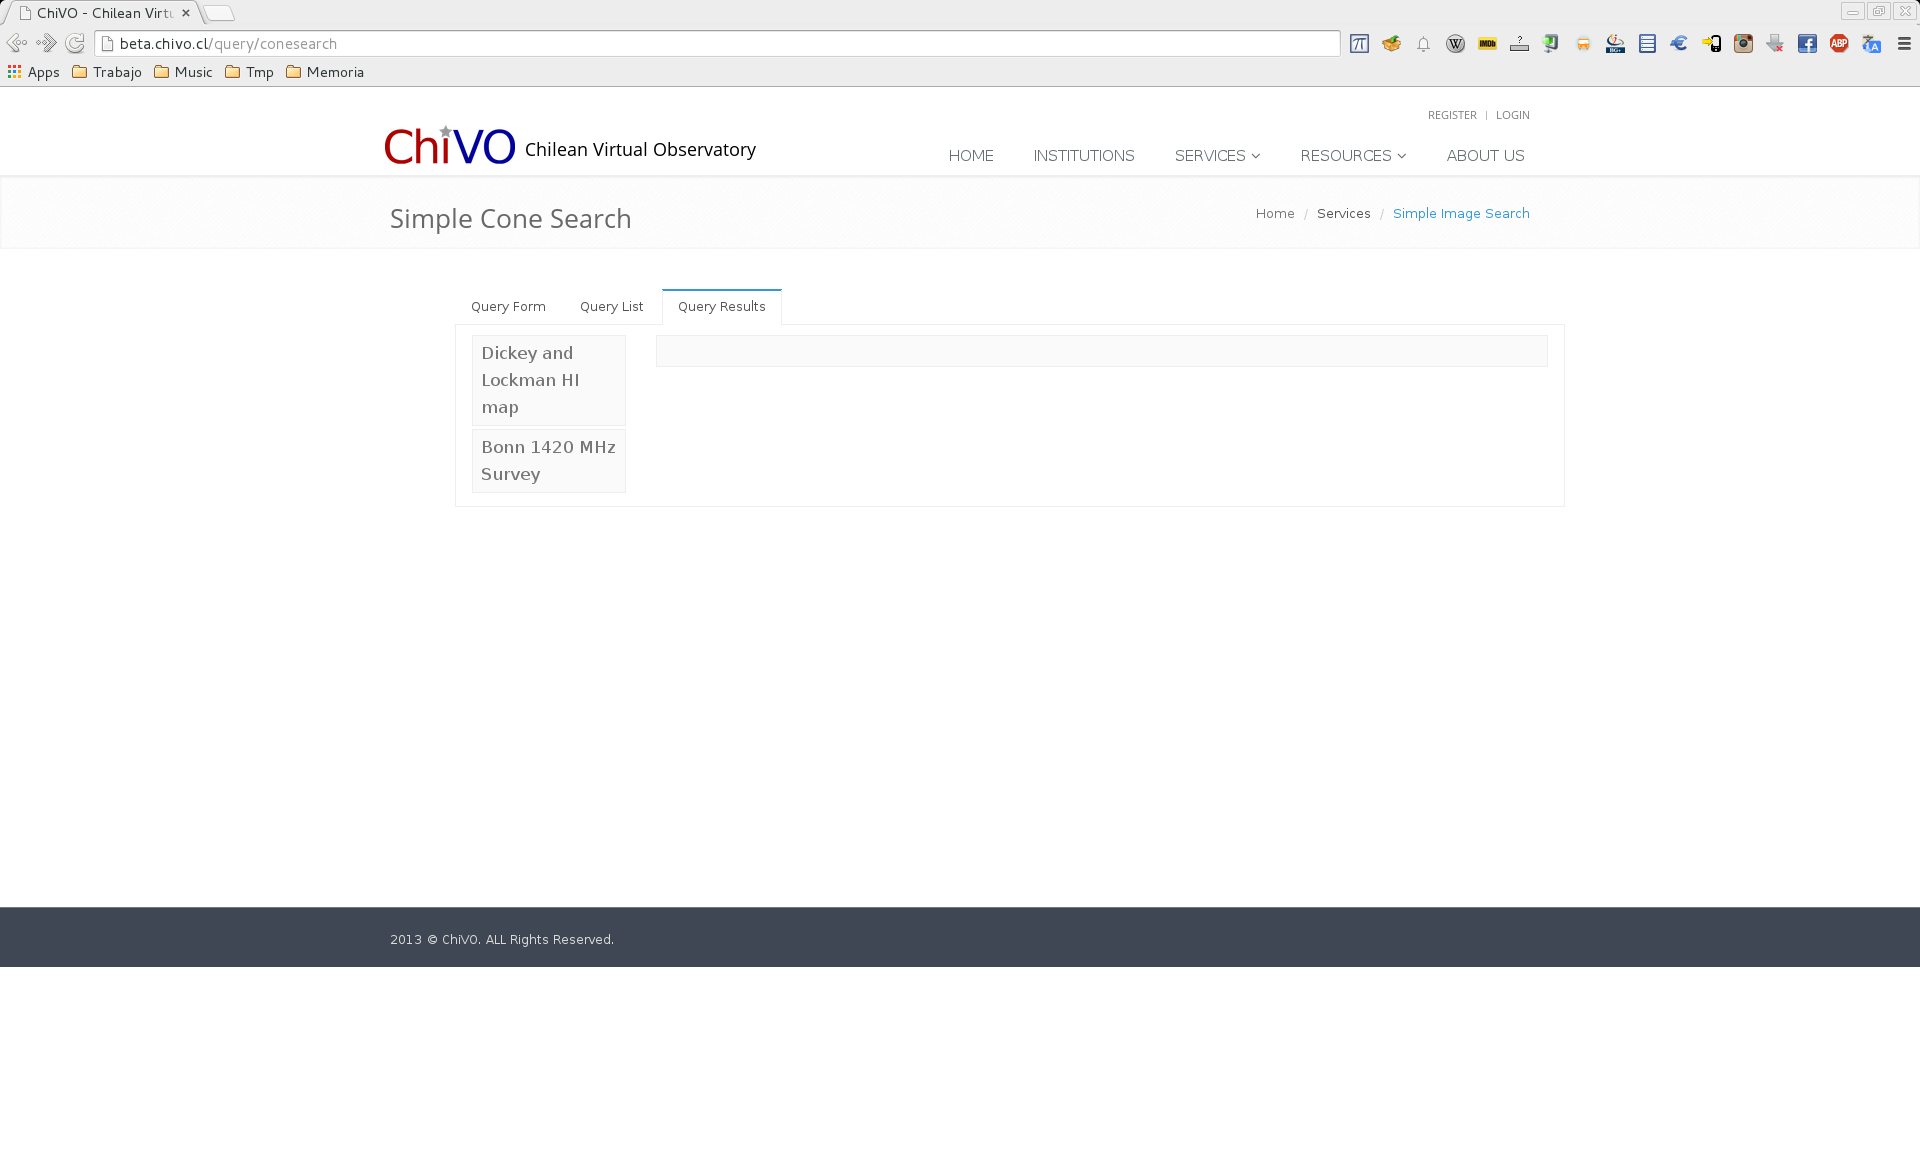 ChiVO - Chilean Virtu
beta.chivo.cl/query/conesearch
Apps Trabajo Music Tmp Memoria
REGISTER | LOGIN
ChiVO Chilean Virtual Observatory
HOME INSTITUTIONS SERVICES RESOURCES ABOUT US
Simple Cone Search
Home / Services / Simple Image Search
Query Form Query List Query Results
Dickey and
Lockman HI
map
Bonn 1420 MHz
Survey
2013 © ChiVO. ALL Rights Reserved.